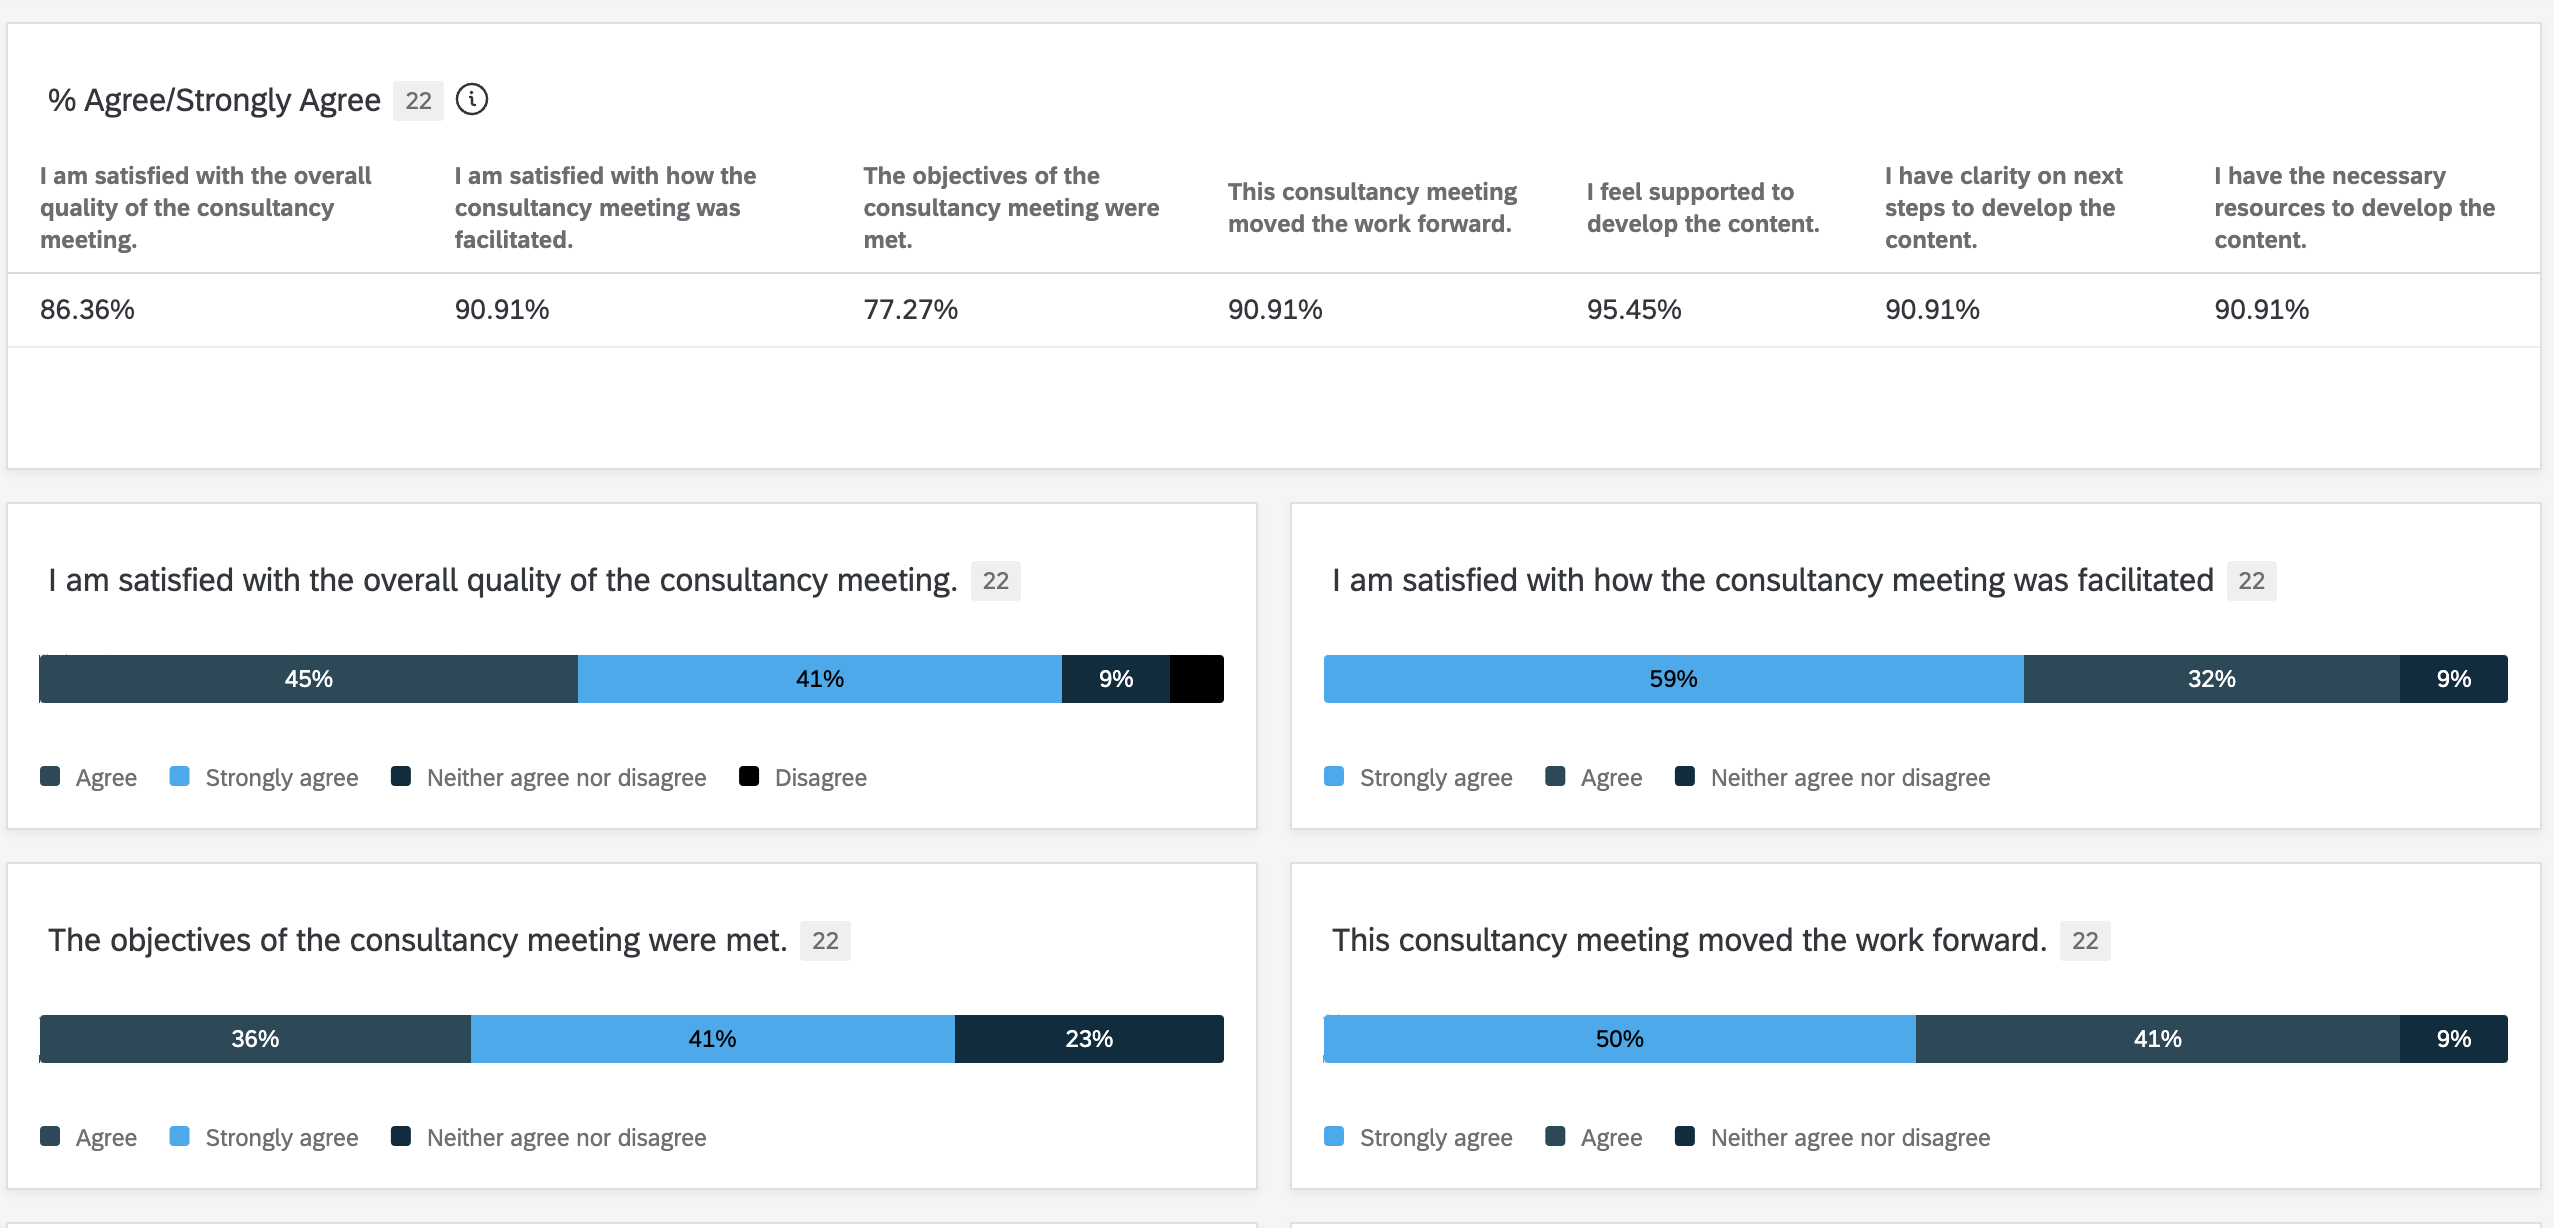 % Agree/Strongly Agree 22
I am satisfied with the overall
quality of the consultancy
meeting.
I am satisfied with how the
consultancy meeting was
facilitated.
The objectives of the
consultancy meeting were
met.
This consultancy meeting
moved the work forward.
I feel supported to
develop the content.
I have clarity on next
steps to develop the
content.
I have the necessary
resources to develop the
content.
86.36% 90.91% 77.27% 90.91% 95.45% 90.91% 90.91%
I am satisfied with the overall quality of the consultancy meeting. 22
45% 41% 9%
Agree Strongly agree Neither agree nor disagree Disagree
I am satisfied with how the consultancy meeting was facilitated 22
59% 32% 9%
Strongly agree Agree Neither agree nor disagree
The objectives of the consultancy meeting were met. 22
36% 41% 23%
Agree Strongly agree Neither agree nor disagree
This consultancy meeting moved the work forward. 22
50% 41% 9%
Strongly agree Agree Neither agree nor disagree